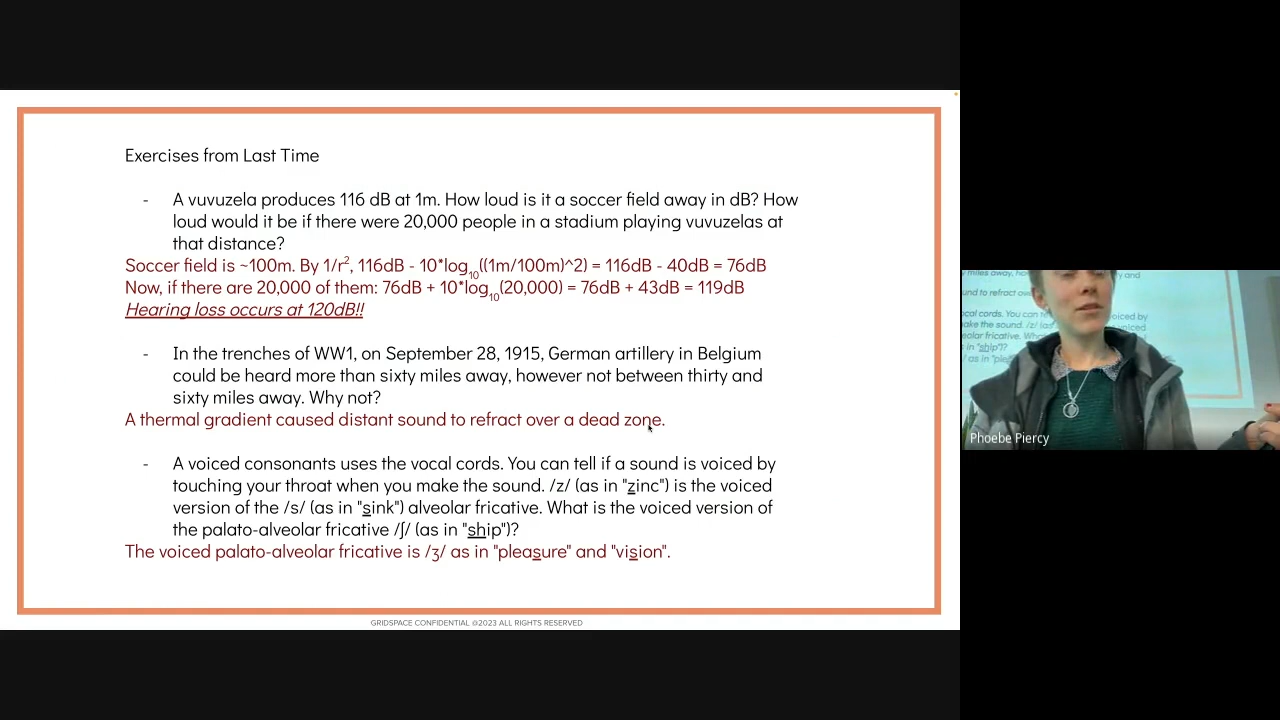 Exercises from Last Time
- A vuvuzela produces 116 dB at 1m. How loud is it a soccer field away in dB? How
loud would it be if there were 20,000 people in a stadium playing vuvuzelas at
that distance?
Soccer field is ~100m. By 1/r², 116dB - 10*log₁₀((1m/100m)^2) = 116dB - 40dB = 76dB
Now, if there are 20,000 of them: 76dB + 10*log₁₀(20,000) = 76dB + 43dB = 119dB
Hearing loss occurs at 120dB!!
- In the trenches of WW1, on September 28, 1915, German artillery in Belgium
could be heard more than sixty miles away, however not between thirty and
sixty miles away. Why not?
A thermal gradient caused distant sound to refract over a dead zone.
- A voiced consonants uses the vocal cords. You can tell if a sound is voiced by
touching your throat when you make the sound. /z/ (as in "zinc") is the voiced
version of the /s/ (as in "sink") alveolar fricative. What is the voiced version of
the palato-alveolar fricative /ʃ/ (as in "ship")?
The voiced palato-alveolar fricative is /ʒ/ as in "pleasure" and "vision".
GRIDSPACE CONFIDENTIAL @2023 ALL RIGHTS RESERVED
Phoebe Piercy